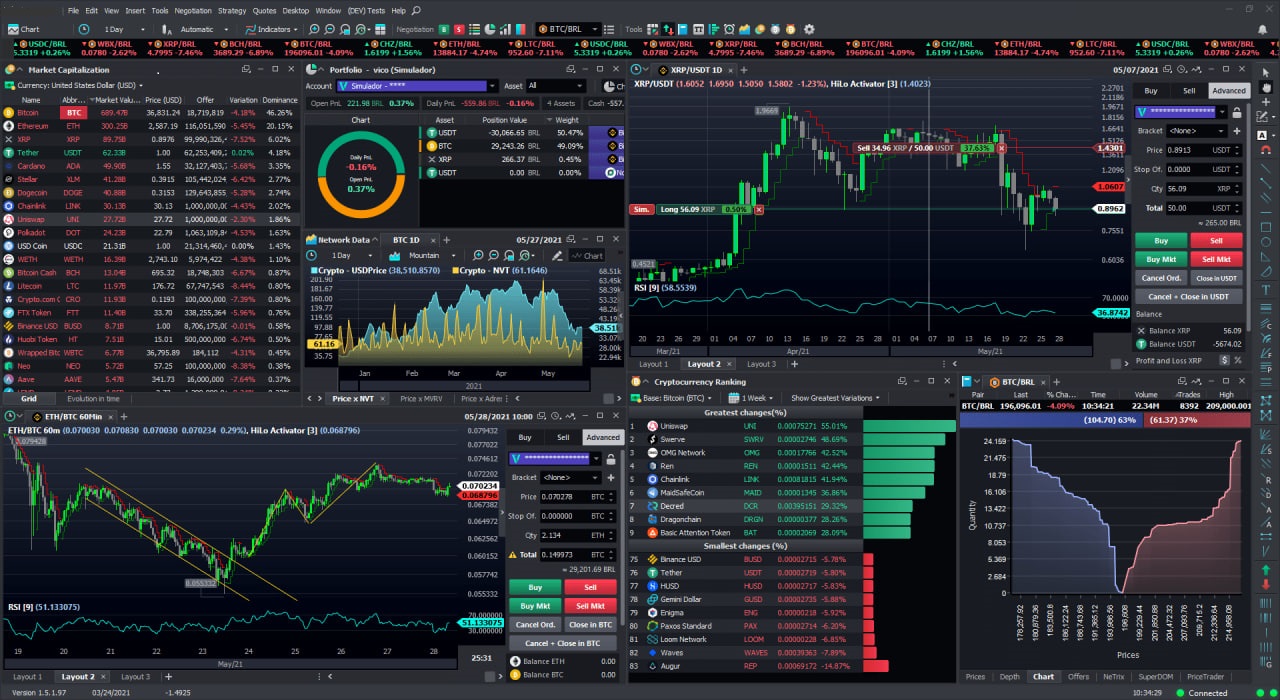 File Edit View Insert Tools Negotiation Strategy Quotes Desktop Window (DEV) Tests Help
Chart 1 Day Automatic Indicators Negotiation B S BTC/BRL Tools
USDC/BRL WBX/BRL XRP/BRL BCH/BRL BTC/BRL CHZ/BRL ETH/BRL LTC/BRL USDC/BRL WBX/BRL XRP/BRL BCH/BRL BTC/BRL CHZ/BRL ETH/BRL LTC/BRL USDC/BRL WBX/BRL
5.3319 +0.26% 0.0780 -2.62% 4.7995 -7.46% 3689.29 -6.89% 196096.01 -4.09% 1.6199 +1.56% 13884.17 -4.74% 952.60 -7.11% 5.3319 +0.26% 0.0780 -2.62% 4.7995 -7.46% 3689.29 -6.89% 196096.01 -4.09% 1.6199 +1.56% 13884.17 -4.74% 952.60 -7.11% 5.3319 +0.26% 0.0780 -2.62%
Market Capitalization
Currency: United States Dollar (USD)
Name Abbr... Market Valu... Price (USD) Offer Variation Dominance
Bitcoin BTC 689.47B 36,831.24 18,719,819 -4.18% 46.26%
Ethereum ETH 300.25B 2,587.19 116,051,590 -5.45% 20.15%
XRP XRP 89.75B 0.8976 99,990,326,... -7.52% 6.02%
Tether USDT 62.33B 1.00 62,253,409,... 0.02% 4.18%
Cardano ADA 49.90B 1.55 32,127,403,... -5.68% 3.35%
Stellar XLM 41.28B 0.3915 105,442,024,... -6.42% 2.77%
Dogecoin DOGE 40.88B 0.3153 129,643,855... -5.28% 2.74%
Chainlink LINK 30.13B 30.13 1,000,000,0... -4.43% 2.02%
Uniswap UNI 27.72B 27.72 1,000,000,0... -2.30% 1.86%
Polkadot DOT 24.23B 22.79 1,063,109,8... -4.53% 1.63%
USD Coin USDC 21.31B 1.00 21,314,460,... -0.00% 1.43%
WETH WETH 16.39B 2,743.10 5,974,422 -4.38% 1.10%
Bitcoin Cash BCH 13.04B 695.32 18,748,303 -6.67% 0.87%
Litecoin LTC 11.97B 176.72 67,747,543 -8.44% 0.80%
Crypto.com C CRO 11.93B 0.1193 100,000,000... -7.39% 0.80%
FTX Token FTT 11.40B 33.70 338,255,364 -5.96% 0.76%
Binance USD BUSD 8.71B 1.00 8,706,175,0... -0.01% 0.58%
Huobi Token HT 7.51B 15.01 500,000,000 -6.74% 0.50%
Wrapped Bitc WBTC 6.77B 36,795.89 184,112 -4.31% 0.45%
Neo NEO 5.72B 57.25 100,000,000 -8.38% 0.38%
Aave AAVE 5.47B 341.73 16,000,000 -7.64% 0.37%
Grid Evolution in time
Portfolio - vico (Simulador)
Account Simulador - **** Asset All
Open PnL 221.98 BRL 0.37% Daily PnL -559.86 BRL -0.16% 4 Assets Cash -557.
Chart Asset Position Value Weight
Daily PnL
-0.16%
Open PnL
0.37%
USDT -30,066.65 BRL 50.47%
BTC 29,243.26 BRL 49.09%
XRP 266.37 BRL 0.45%
USDT 0.00 BRL 0.00%
Network Data BTC 1D 05/27/2021
1 Day Mountain Chart
Crypto - USDPrice (38,510.8570) Crypto - NVT (61.1646)
201.90
180.79
159.69
139.58
118.97
97.88
77.88
61.16
35.75
68.51k
63.45k
53.32k
48.26k
43.19k
38.51
28.00k
22.94k
Jan Feb Mar Apr May
2021
Price x NVT Price x MVRV Price x Adres
XRP/USDT 1D 05/07/2021
XRP/USDT (1.6052 1.6950 1.5050 1.5802 -1.23%), HiLo Activator [3] (1.4023)
1.9669
Sell 34.96 XRP / 50.00 USDT 37.63%
Sim. Long 56.09 XRP 0.50%
0.4521
2.2701
1.9671
1.8156
1.6641
1.5126
1.4301
1.2096
1.0607
0.8962
0.7551
0.6036
RSI [9] (58.5539)
70.0000
36.8742
20 23 26 29 01 04 07 10 13 16 19 22 25 28 01 04 07 10 13 16 19 22 25 28
Mar/21 Apr/21 May/21
Layout 1 Layout 2 Layout 3
Buy Sell Advanced
********************
Bracket <None>
Price 0.8913 USDT
Stop Of. 0.0000 USDT
Qty 56.09 XRP
Total 50.00 USDT
≈ 265.00 BRL
Buy Sell
Buy Mkt Sell Mkt
Cancel Ord. Close in USDT
Cancel + Close in USDT
Balance
Balance XRP 56.09
Balance USDT -5674.02
Profit and Loss XRP $ %
ETH/BTC 60Min 05/28/2021 10:00
ETH/BTC 60m (0.070030 0.070830 0.070030 0.070234 0.29%), HiLo Activator [3] (0.068796)
0.079428
0.055332
0.079432
0.074612
0.072202
0.070234
0.068796
0.067382
0.064972
0.062562
0.060152
0.057742
0.055332
RSI [9] (51.133075)
70.000000
51.133075
30.000000
19 20 21 22 23 24 25 26 27 28
May/21 25:31
Layout 1 Layout 2 Layout 3
Buy Sell Advanced
********************
Bracket <None>
Price 0.070278 BTC
Stop Of. 0.000000 BTC
Qty 2.134 ETH
Total 0.149973 BTC
≈ 29,201.69 BRL
Buy Sell
Buy Mkt Sell Mkt
Cancel Ord. Close in BTC
Cancel + Close in BTC
Balance ETH 0.00
Balance BTC 0.00
Cryptocurrency Ranking
Base: Bitcoin (BTC) 1 Week Show Greatest Variations
Greatest changes(%)
1 Uniswap UNI 0.00075271 55.01%
2 Swerve SWRV 0.00002746 48.69%
3 OMG Network OMG 0.00017766 42.52%
4 Ren REN 0.00001511 42.44%
5 Chainlink LINK 0.00081815 41.94%
6 MaidSafeCoin MAID 0.00001345 36.86%
7 Decred DCR 0.00395151 29.32%
8 Dragonchain DRGN 0.00000377 28.26%
9 Basic Attention Token BAT 0.00002069 28.09%
Smallest changes (%)
75 Binance USD BUSD 0.00002715 -5.78%
76 Tether USDT 0.00002719 -5.80%
77 HUSD HUSD 0.00002717 -5.83%
78 Gemini Dollar GUSD 0.00002735 -5.88%
79 Enigma ENG 0.00000218 -5.92%
80 Paxos Standard PAX 0.00002714 -6.20%
81 Loom Network LOOM 0.00000228 -6.85%
82 Waves WAVES 0.00039363 -7.89%
83 Augur REP 0.00069172 -14.87%
BTC/BRL
Pair Last % Cha... Time Volume Trades High
BTC/BRL 196,096.01 -4.09% 10:34:21 22.34M 8392 209,000.00
(104.70) 63% (61.37) 37%
Quantity
24.159
21.475
18.79
16.106
13.422
10.737
8.053
5.369
2.684
0
178,257.92
180,879.36
183,500.8
186,122.24
188,743.68
191,365.12
193,986.56
196,608
199,229.44
201,850.88
204,472.32
207,093.76
209,715.2
212,336.64
214,958.08
Prices
Prices Depth Chart Offers NeTrix SuperDOM PriceTrader
Version 1.5.1.97 03/24/2021 -1.4925 10:34:29 Connected